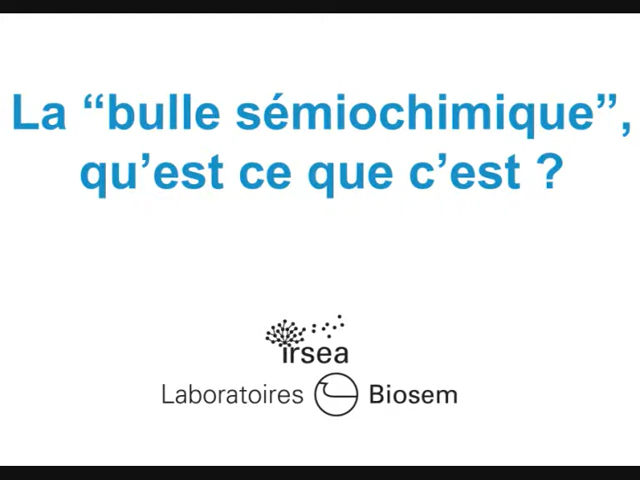 La “bulle sémiochimique”,
qu’est ce que c’est ?
irsea
Laboratoires Biosem